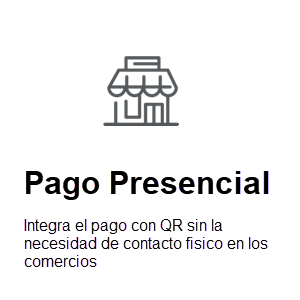 Pago Presencial
Integra el pago con QR sin la
necesidad de contacto fisico en los
comercios